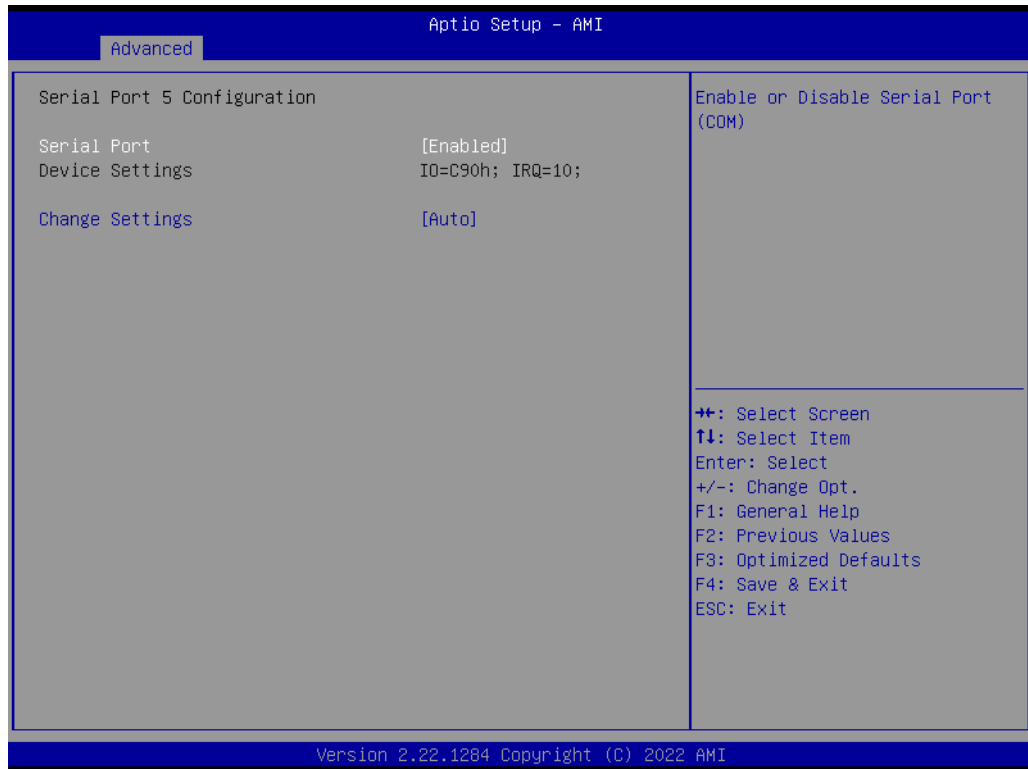 Aptio Setup – AMI
Advanced
Serial Port 5 Configuration
Serial Port [Enabled]
Device Settings IO=C90h; IRQ=10;
Change Settings [Auto]
Enable or Disable Serial Port
(COM)
→←: Select Screen
↑↓: Select Item
Enter: Select
+/-: Change Opt.
F1: General Help
F2: Previous Values
F3: Optimized Defaults
F4: Save & Exit
ESC: Exit
Version 2.22.1284 Copyright (C) 2022 AMI